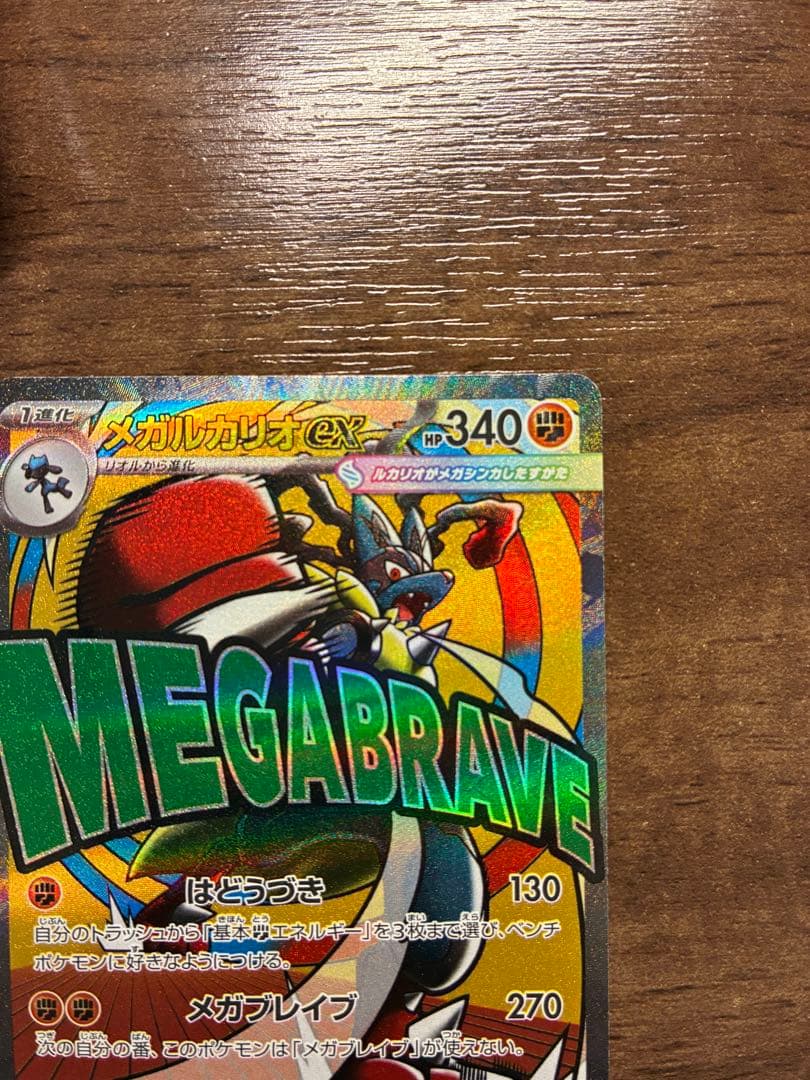 1進化
メガルカリオex HP340
リオルから進化
ルカリオがメガシンカしたすがた
MEGABRAVE
はどうづき 130
自分のトラッシュから「基本エネルギー」を3枚まで選び、ベンチ
ポケモンに好きなようにつける。
メガブレイブ 270
次の自分の番、このポケモンは「メガブレイブ」が使えない。